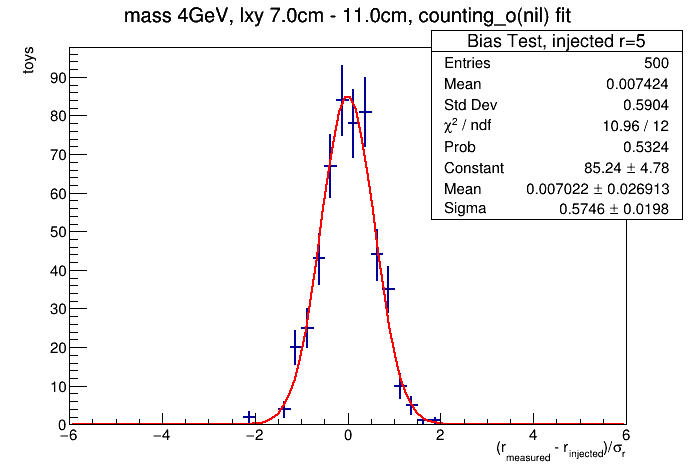 mass 4GeV, lxy 7.0cm - 11.0cm, counting_o(nil) fit
Bias Test, injected r=5
Entries 500
Mean 0.007424
Std Dev 0.5904
χ² / ndf 10.96 / 12
Prob 0.5324
Constant 85.24 ± 4.78
Mean 0.007022 ± 0.026913
Sigma 0.5746 ± 0.0198
toys
90
80
70
60
50
40
30
20
10
0
−6 −4 −2 0 2 4 6
(r_measured - r_injected)/σ_r